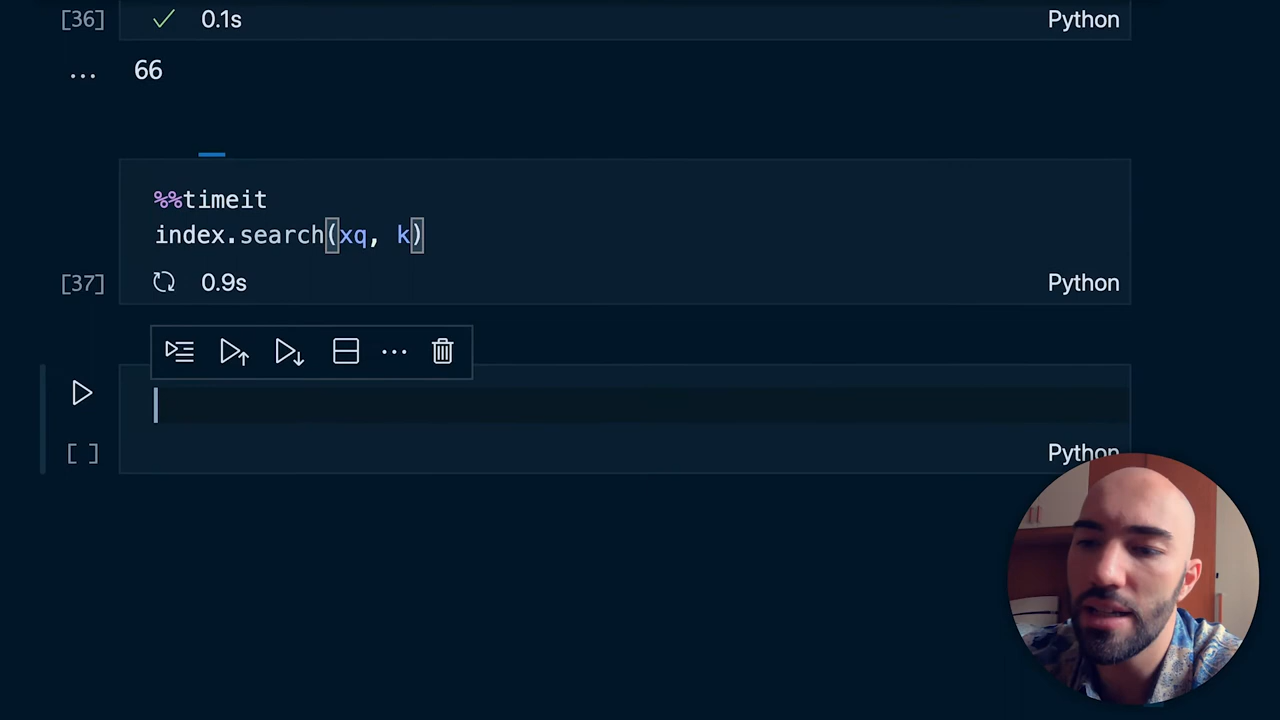 [36] 0.1s Python
... 66
%%timeit
index.search(xq, k)
[37] 0.9s Python
[ ] Python